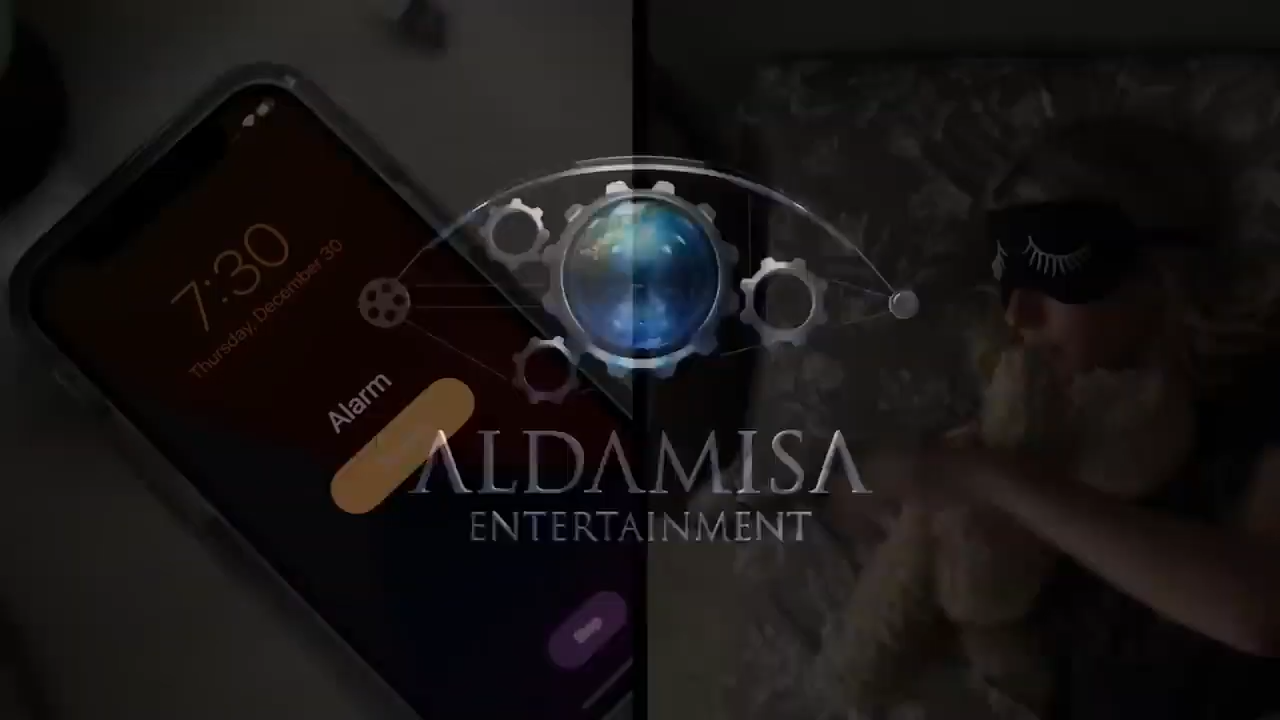 7:30
Thursday, December 30
Alarm
ALDAMISA
ENTERTAINMENT